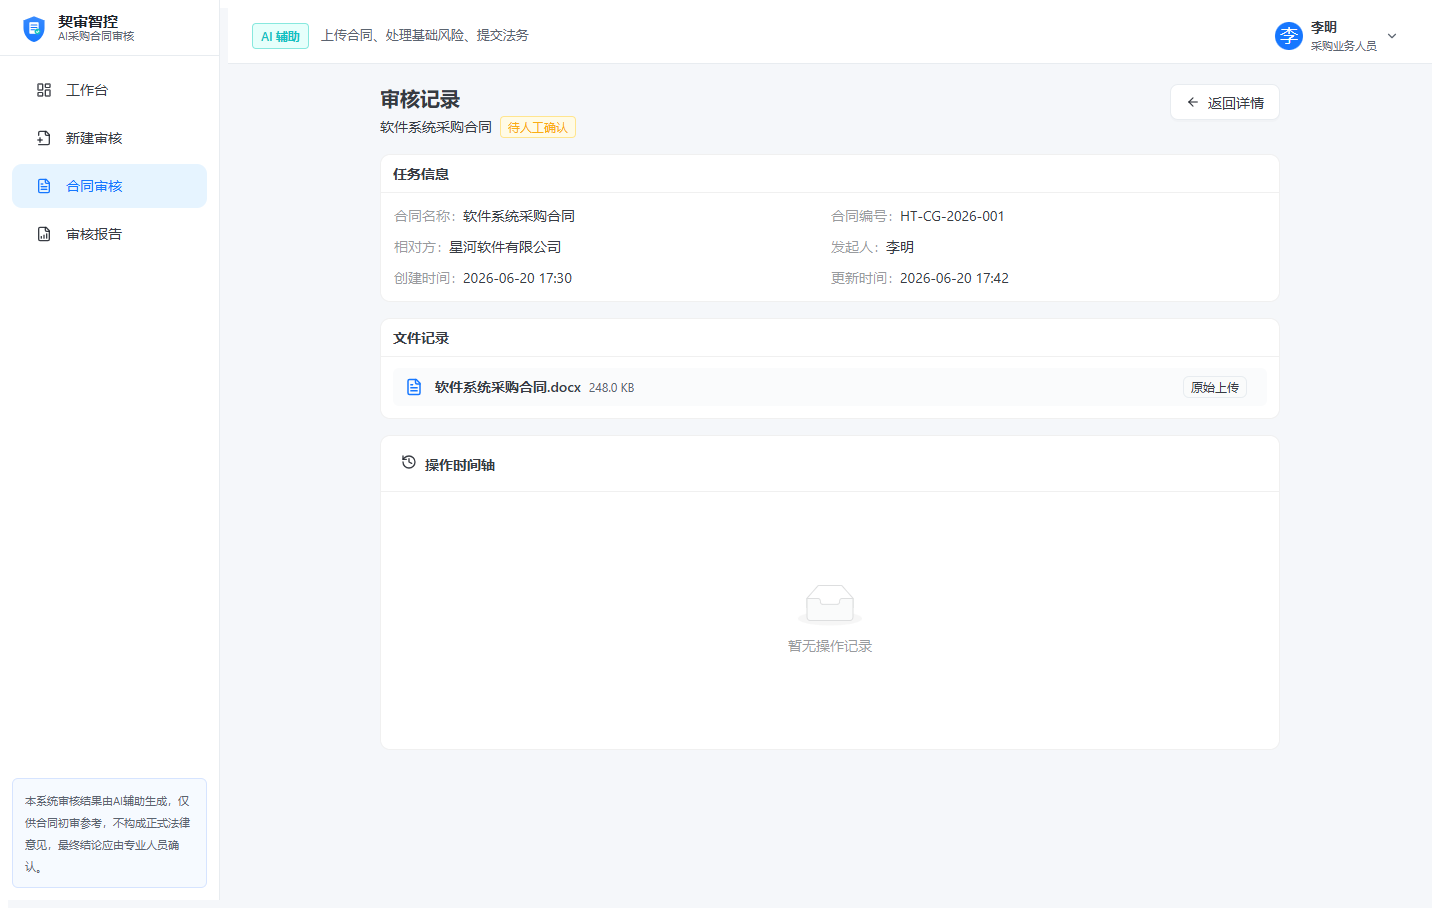 契审智控
AI采购合同审核
工作台
新建审核
合同审核
审核报告
本系统审核结果由AI辅助生成，仅
供合同初审参考，不构成正式法律
意见，最终结论应由专业人员确
认。
AI 辅助 上传合同、处理基础风险、提交法务
李 李明
采购业务人员
审核记录
返回详情
软件系统采购合同 待人工确认
任务信息
合同名称： 软件系统采购合同 合同编号： HT-CG-2026-001
相对方： 星河软件有限公司 发起人： 李明
创建时间： 2026-06-20 17:30 更新时间： 2026-06-20 17:42
文件记录
软件系统采购合同.docx 248.0 KB 原始上传
操作时间轴
暂无操作记录